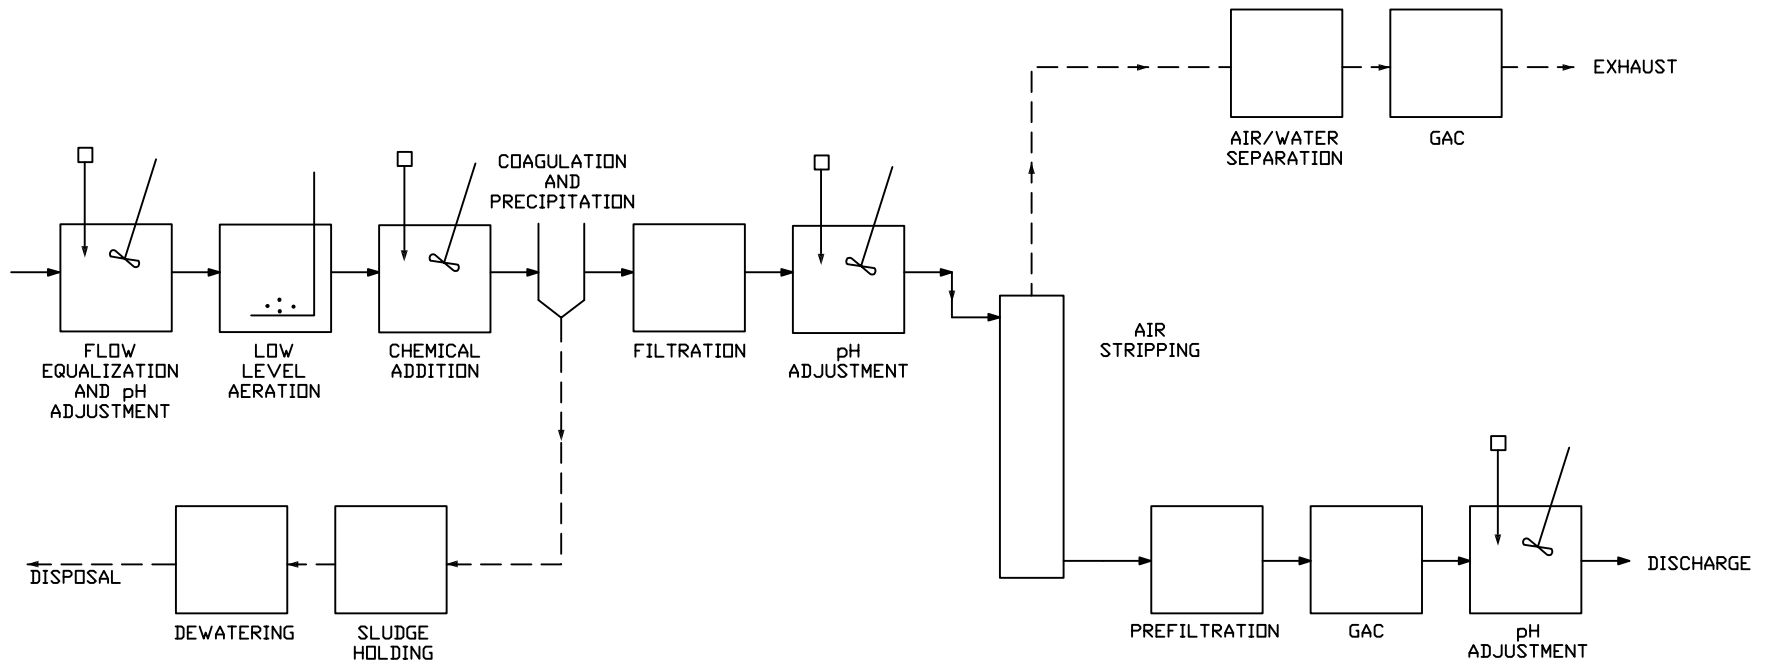 EXHAUST
AIR/WATER
SEPARATION
GAC
COAGULATION
AND
PRECIPITATION
FLOW
EQUALIZATION
AND pH
ADJUSTMENT
LOW
LEVEL
AERATION
CHEMICAL
ADDITION
FILTRATION
pH
ADJUSTMENT
AIR
STRIPPING
DISPOSAL
DEWATERING
SLUDGE
HOLDING
PREFILTRATION
GAC
pH
ADJUSTMENT
DISCHARGE